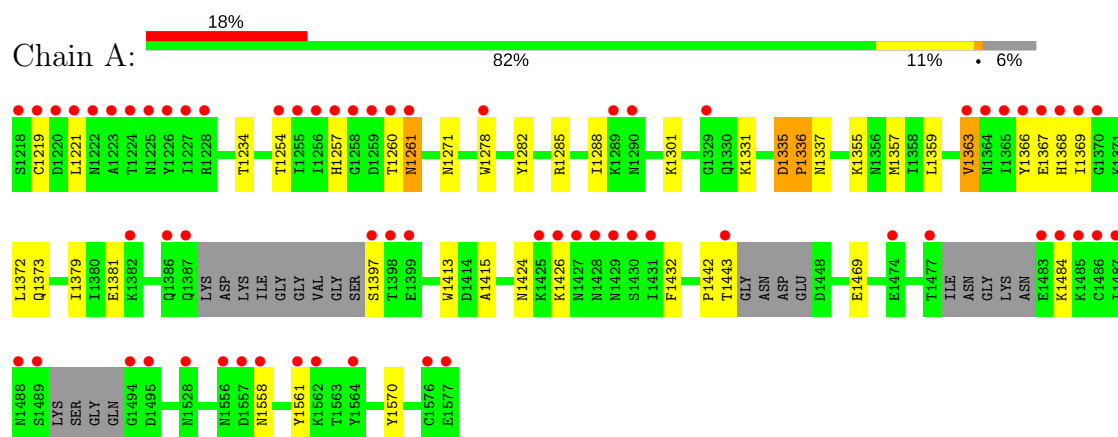 18%
Chain A:
82% 11% • 6%
S1218 C1219 D1220 L1221 N1222 A1223 T1224 N1225 Y1226 I1227 R1228 T1234 T1254 I1255 I1256 H1257 G1258 D1259 T1260 N1261 N1271 W1278 Y1282 R1285 I1288 K1289 N1290 K1301 G1329 Q1330 K1331 D1335 P1336 N1337 K1355 N1356 M1357 I1358 L1359 V1363 N1364 I1365 Y1366 E1367 H1368 I1369 G1370 K1371
L1372 Q1373 I1379 I1380 E1381 K1382 Q1386 Q1387 LYS ASP LYS ILE GLY GLY VAL GLY SER S1397 T1398 E1399 W1413 D1414 A1415 N1424 K1425 K1426 N1427 N1428 N1429 S1430 I1431 F1432 P1442 T1443 GLY ASN ASP GLU D1448 E1469 E1474 T1477 ILE ASN GLY LYS ASN E1483 K1484 K1485 C1486 I1487
N1488 S1489 LYS SER GLY GLN G1494 D1495 N1528 N1556 D1557 N1558 Y1561 K1562 T1563 Y1564 Y1570 C1576 E1577